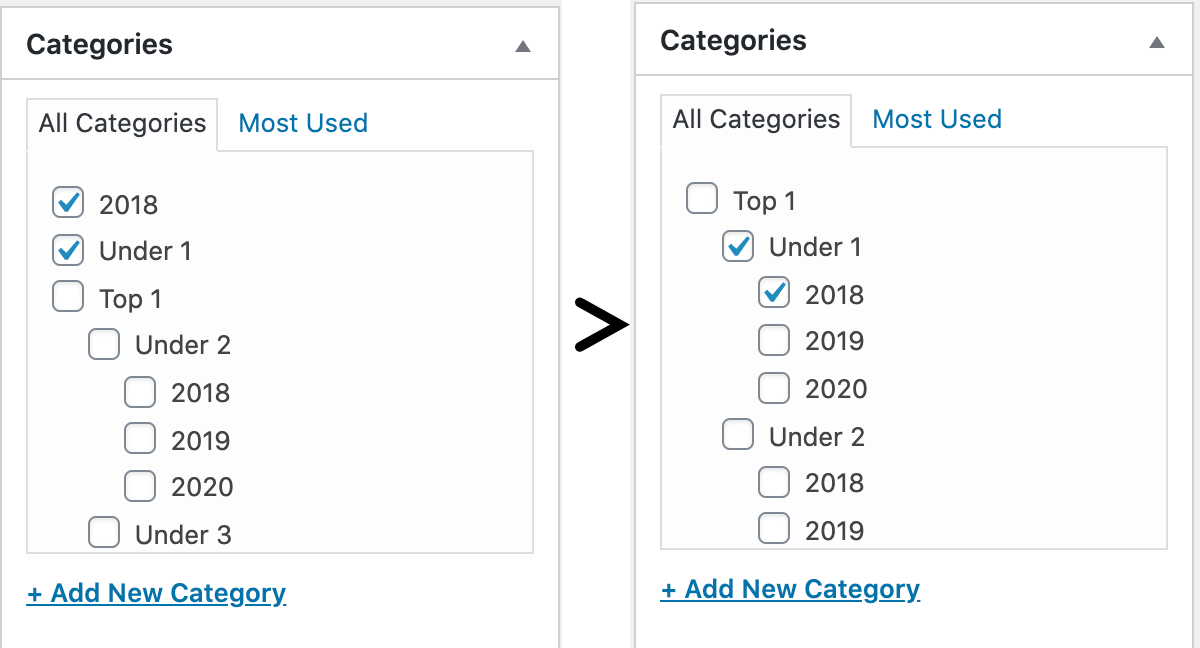 Categories
All Categories Most Used
2018
Under 1
Top 1
Under 2
2018
2019
2020
Under 3
+ Add New Category
>
Categories
All Categories Most Used
Top 1
Under 1
2018
2019
2020
Under 2
2018
2019
+ Add New Category